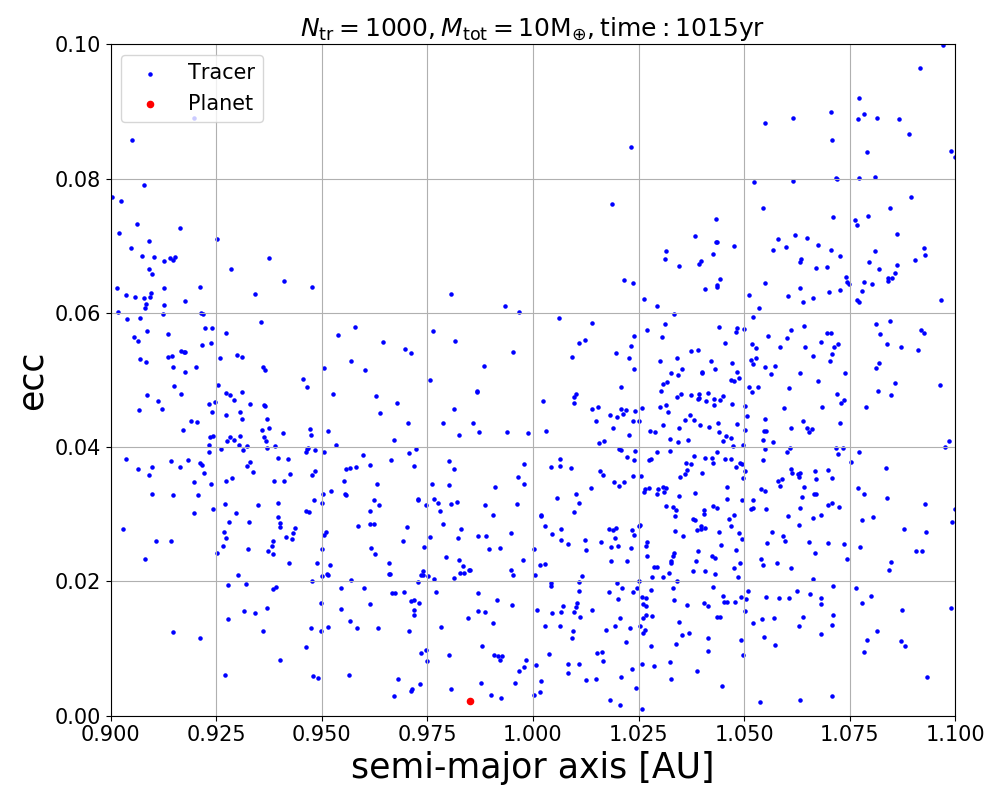 N_tr = 1000, M_tot = 10M_⊕, time : 1015yr
Tracer
Planet
0.10
0.08
0.06
0.04
0.02
0.00
ecc
0.900 0.925 0.950 0.975 1.000 1.025 1.050 1.075 1.100
semi-major axis [AU]